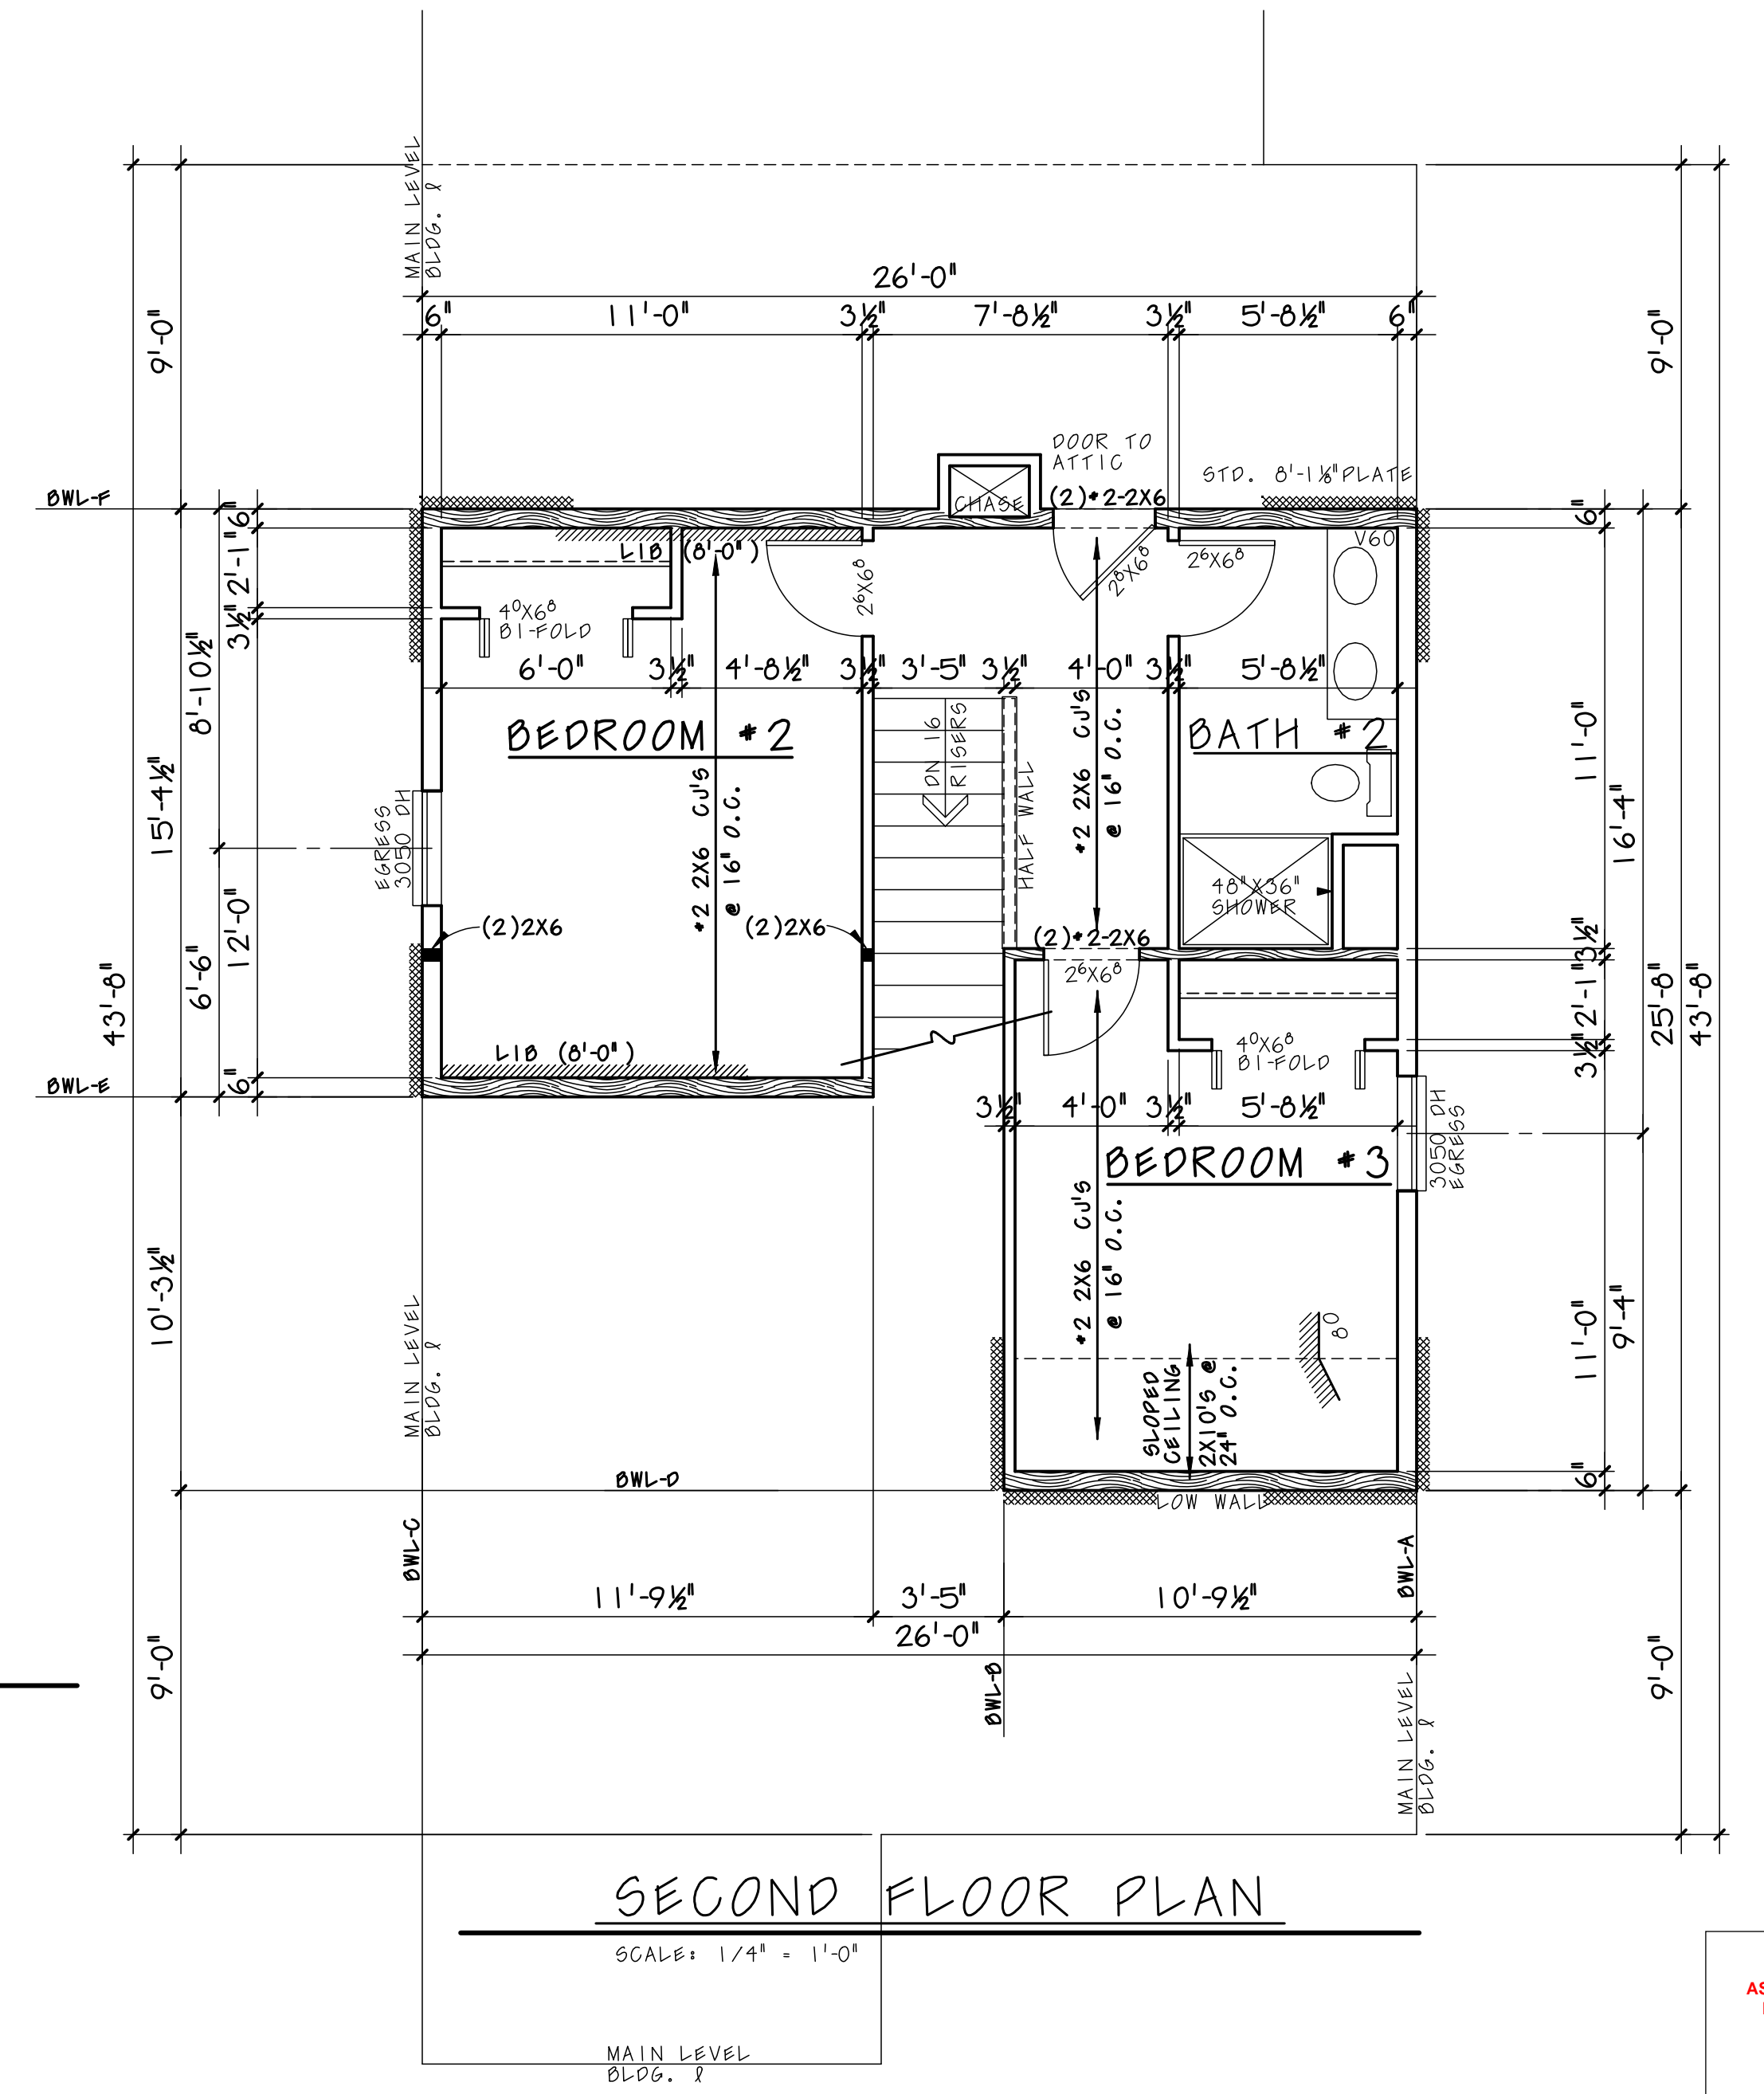 MAIN LEVEL
BLDG. ℓ
26'-0"
6"
11'-0"
3½"
7'-8½"
3½"
5'-8½"
6"
9'-0"
9'-0"
DOOR TO
ATTIC
STD. 8'-1⅛" PLATE
BWL-F
CHASE
(2)#2-2X6
6"
2'-1"
3½"
8'-10½"
15'-4½"
43'-8"
6'-6"
12'-0"
6"
BWL-E
10'-3½"
9'-0"
LIB (8'-0")
4⁰X6⁸
BI-FOLD
2⁶X6⁸
2⁸X6⁸
2⁶X6⁸
V60
6'-0"
3½"
4'-8½"
3½"
3'-5"
3½"
4'-0"
3½"
5'-8½"
BEDROOM #2
#2 2X6 CJ'S
@ 16" O.C.
DN 16
RISERS
HALF WALL
#2 2X6 CJ'S
@ 16" O.C.
BATH #2
EGRESS
3050 DH
48"X36"
SHOWER
(2)2X6
(2)2X6
(2)#2-2X6
2⁶X6⁸
LIB (8'-0")
4⁰X6⁸
BI-FOLD
3½"
4'-0"
3½"
5'-8½"
BEDROOM #3
3050 DH
EGRESS
#2 2X6 CJ'S
@ 16" O.C.
8⁰
SLOPED
CEILING
2X10'S @
24" O.C.
6"
11'-0"
16'-4"
3½"
2'-1"
3½"
25'-8"
43'-8"
11'-0"
9'-4"
6"
9'-0"
MAIN LEVEL
BLDG. ℓ
BWL-D
LOW WALL
BWL-C
BWL-A
11'-9½"
3'-5"
10'-9½"
26'-0"
BWL-B
MAIN LEVEL
BLDG. ℓ
SECOND FLOOR PLAN
SCALE: 1/4" = 1'-0"
MAIN LEVEL
BLDG. ℓ
AS